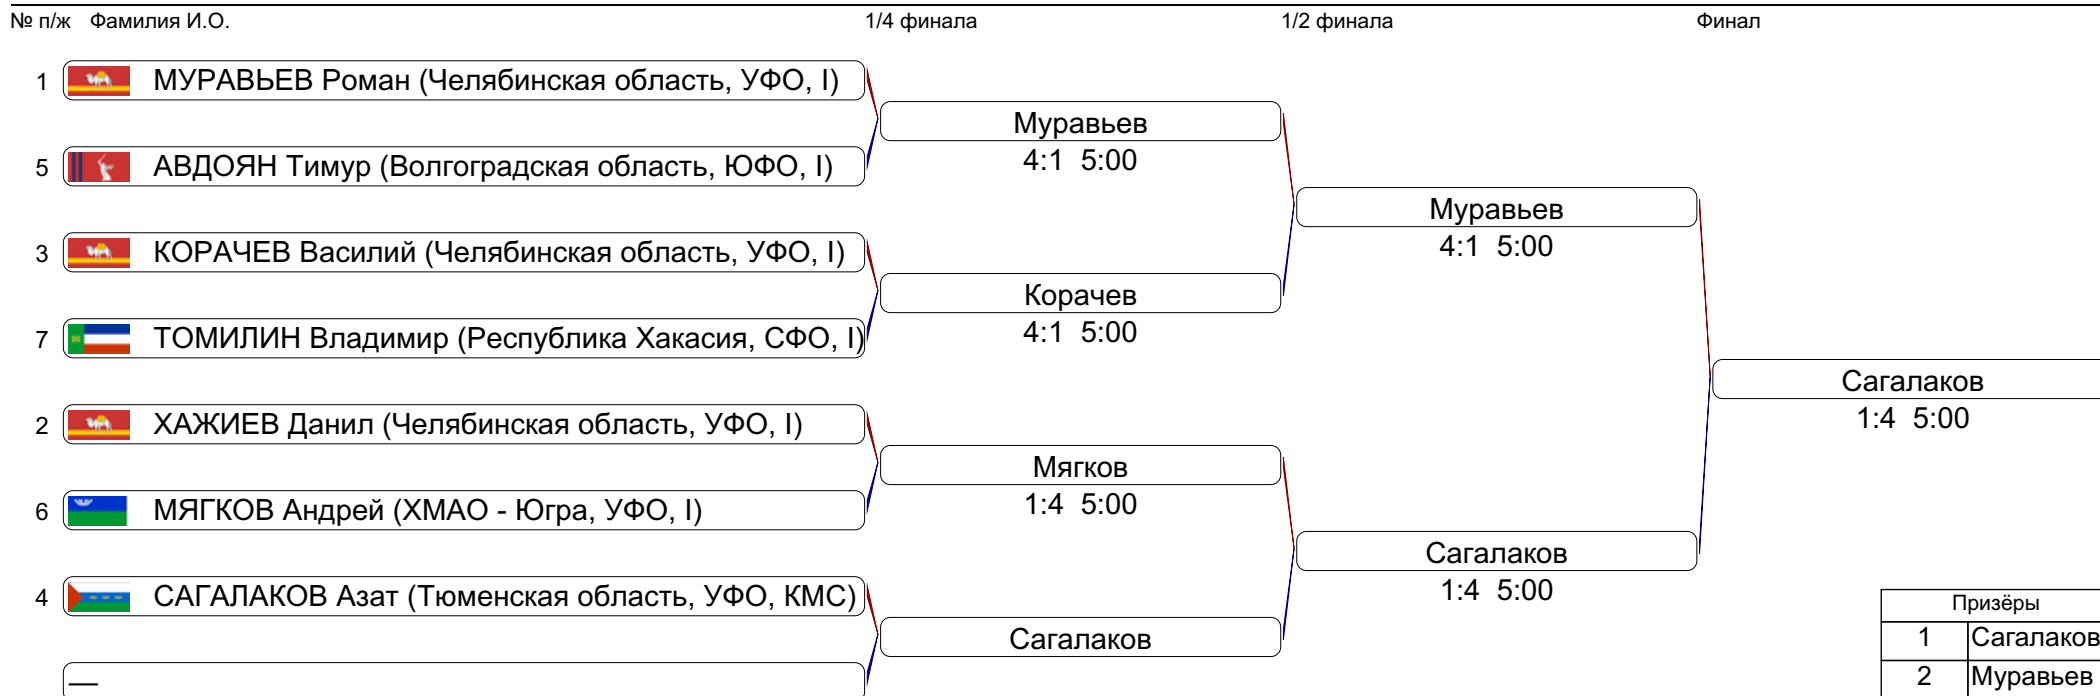 № п/ж Фамилия И.О. 1/4 финала 1/2 финала Финал
1 МУРАВЬЕВ Роман (Челябинская область, УФО, I)
Муравьев
5 АВДОЯН Тимур (Волгоградская область, ЮФО, I)
4:1 5:00
Муравьев
3 КОРАЧЕВ Василий (Челябинская область, УФО, I)
4:1 5:00
Корачев
7 ТОМИЛИН Владимир (Республика Хакасия, СФО, I)
4:1 5:00
Сагалаков
1:4 5:00
2 ХАЖИЕВ Данил (Челябинская область, УФО, I)
Мягков
6 МЯГКОВ Андрей (ХМАО - Югра, УФО, I)
1:4 5:00
Сагалаков
1:4 5:00
4 САГАЛАКОВ Азат (Тюменская область, УФО, КМС)
Сагалаков
—
Призёры
1 Сагалаков
2 Муравьев